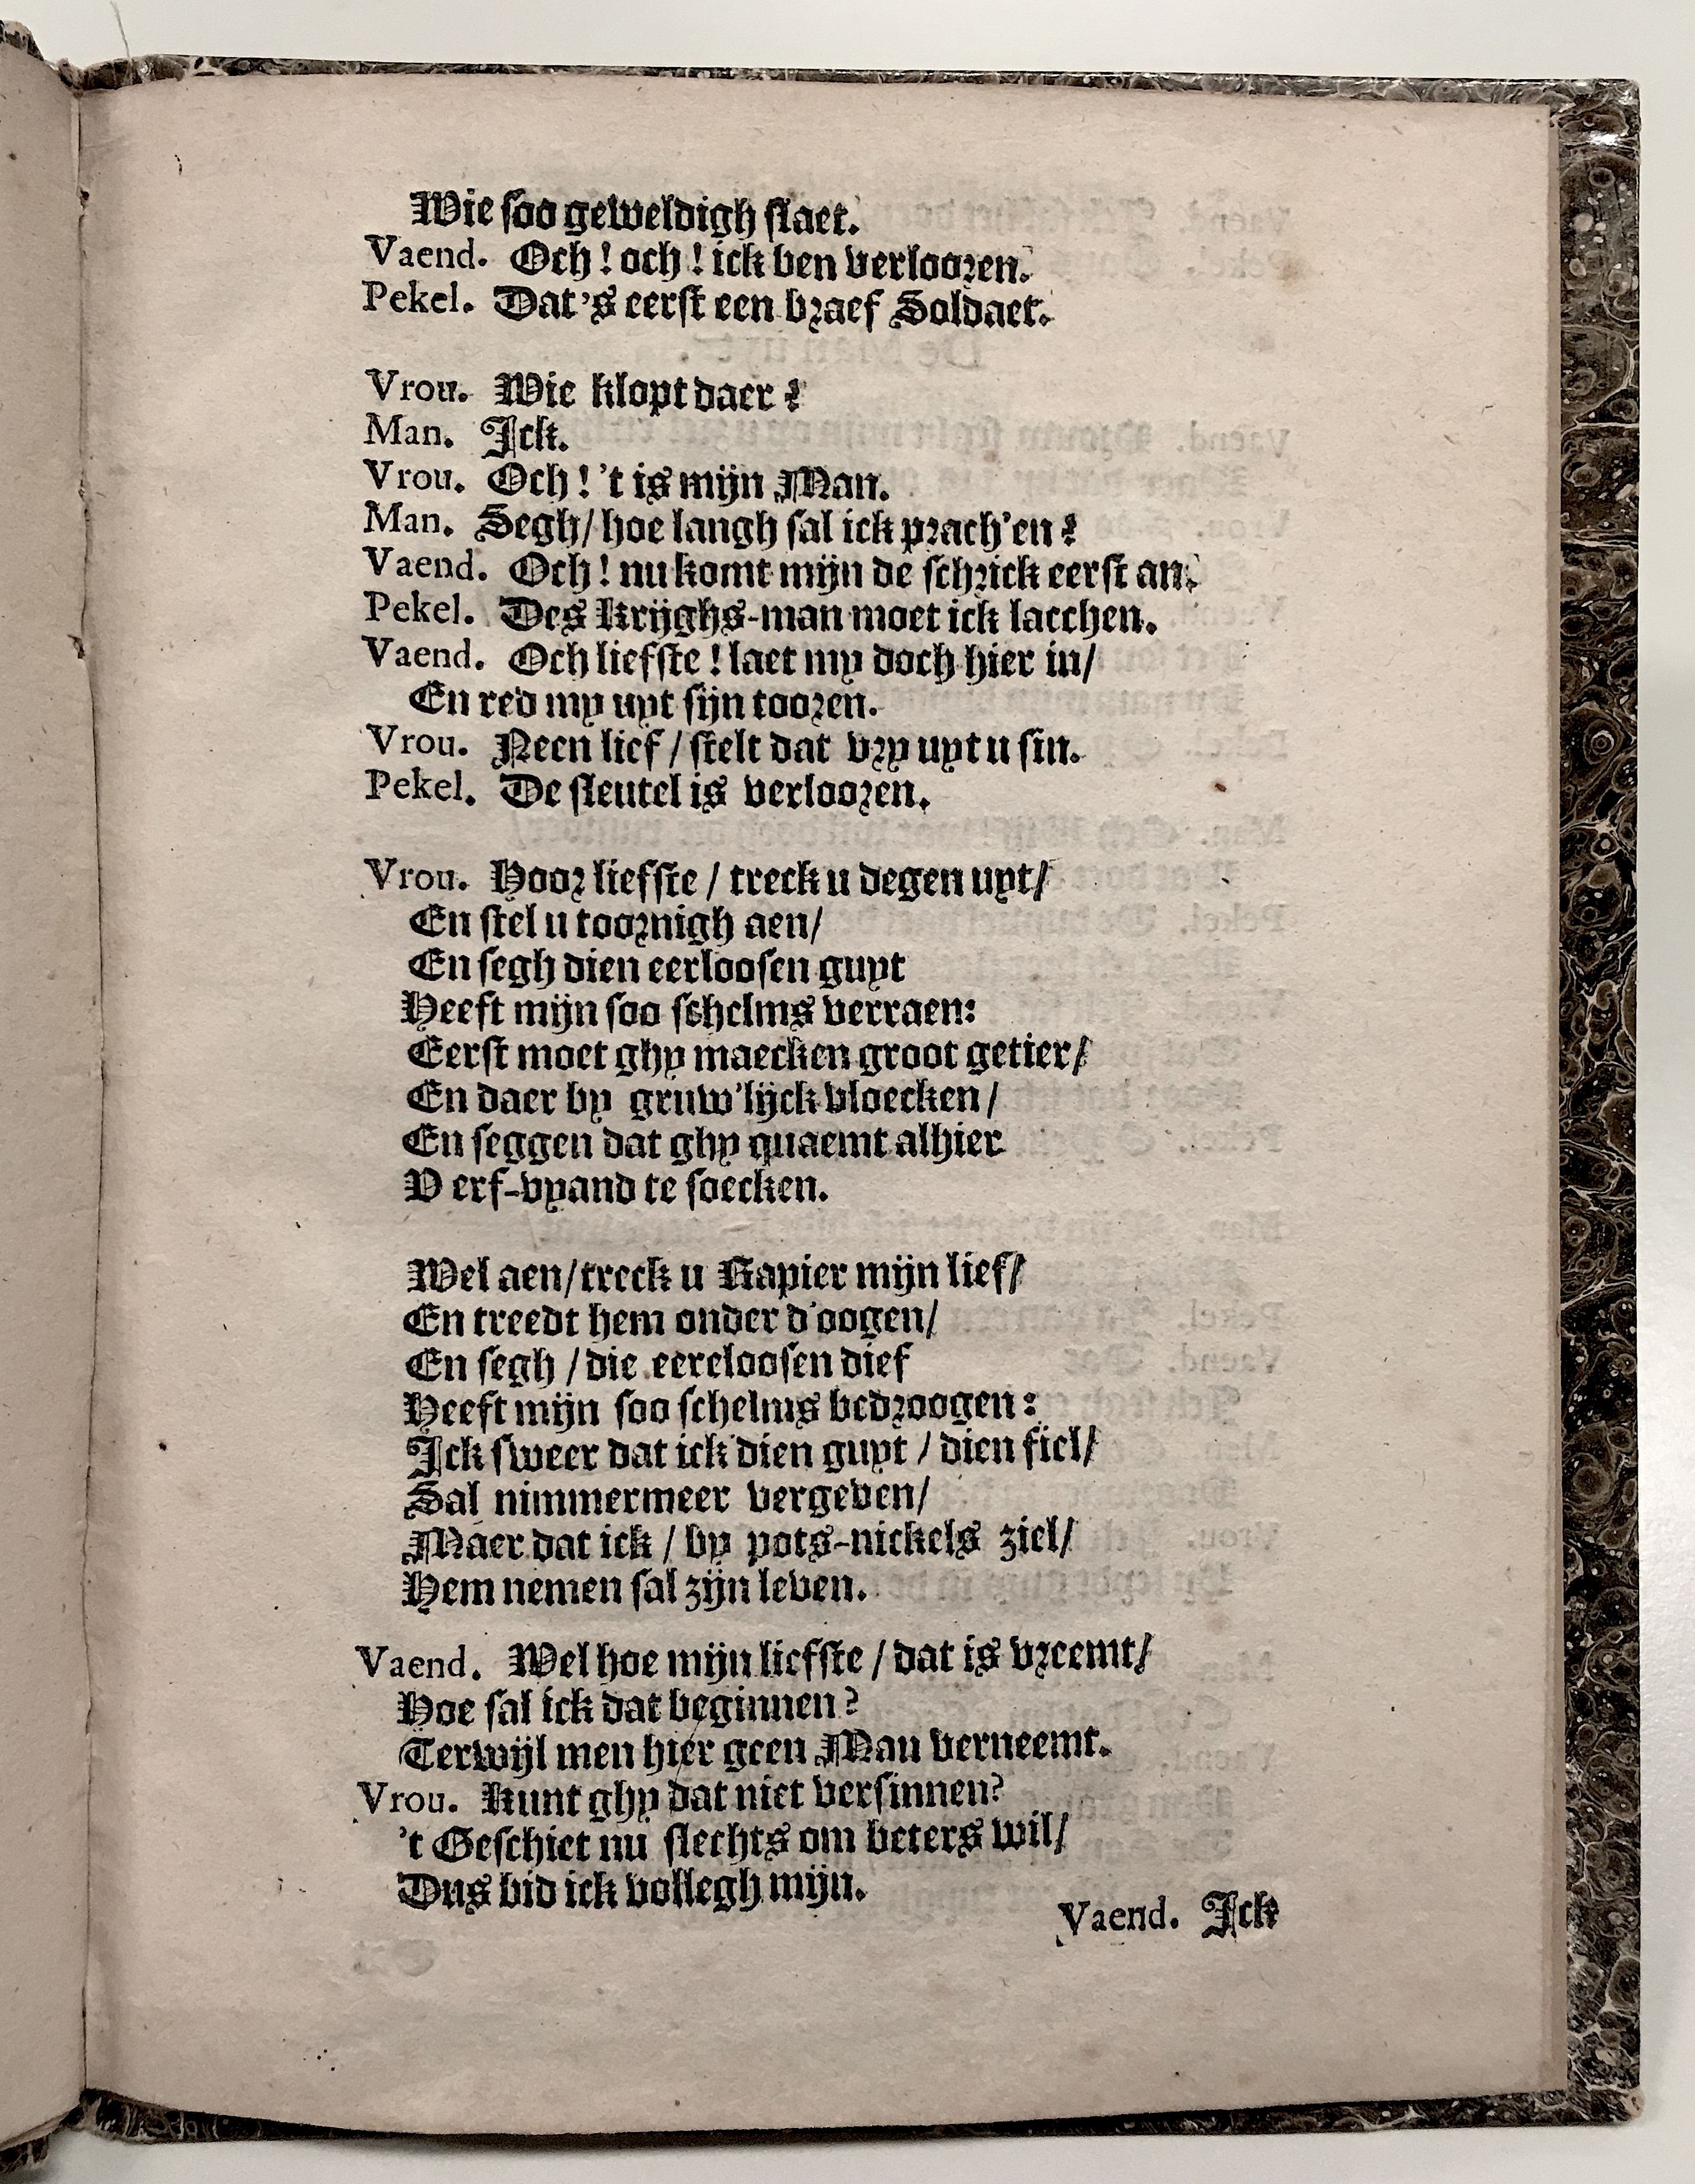 Wie soo geweldigh slaet.
Vaend. Och! och! ick ben verlooren.
Pekel. Dat's eerst een braef Soldaet.
Vrou. Wie klopt daer?
Man. Ick.
Vrou. Och! 't is mijn Man.
Man. Segh/ hoe langh sal ick prach'en?
Vaend. Och! nu komt mijn de schrick eerst an.
Pekel. Des Krijghs-man moet ick lacchen.
Vaend. Och liefste! laet my doch hier in/
En red my uyt sijn tooren.
Vrou. Neen lief/ stelt dat vry uyt u sin.
Pekel. De sleutel is verlooren.
Vrou. Hoor liefste/ treck u degen uyt/
En stel u toornigh aen/
En segh dien eerloosen guyt
Heeft mijn soo schelms verraen:
Eerst moet ghy maecken groot getier/
En daer by gruw'lijck vloecken/
En seggen dat ghy quaemt alhier
V erf-vyand te soecken.
Wel aen/ treck u Rapier mijn lief/
En treedt hem onder d'oogen/
En segh/ die eereloosen dief
Heeft mijn soo schelms bedroogen:
Ick sweer dat ick dien guyt/ dien fiel/
Sal nimmermeer vergeven/
Maer dat ick/ by pots-nickels ziel/
Hem nemen sal zijn leven.
Vaend. Wel hoe mijn liefste/ dat is vreemt/
Hoe sal ick dat beginnen?
Terwijl men hier geen Man verneemt.
Vrou. Kunt ghy dat niet versinnen?
't Geschiet nu slechts om beters wil/
Dus bid ick vollegh mijn.
Vaend. Ick